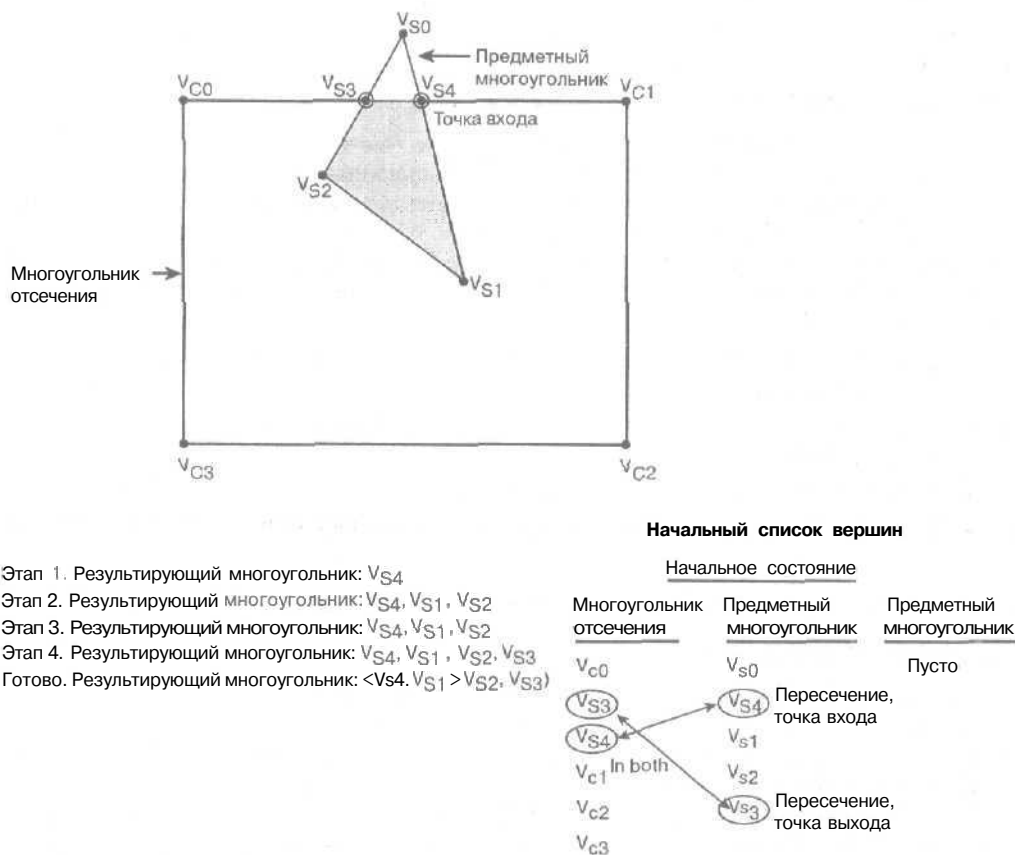 VS0
Предметный
многоугольник
VC0
VS3
VS4
VC1
Точка входа
VS2
Многоугольник
отсечения
VS1
VC3
VC2
Начальный список вершин
Этап 1. Результирующий многоугольник: VS4
Этап 2. Результирующий многоугольник: VS4, VS1, VS2
Этап 3. Результирующий многоугольник: VS4, VS1, VS2
Этап 4. Результирующий многоугольник: VS4, VS1, VS2, VS3
Готово. Результирующий многоугольник: <Vs4. VS1 > VS2, VS3)
Начальное состояние
Многоугольник отсечения
Предметный многоугольник
Предметный многоугольник
Vc0
Vs0
Пусто
VS3
VS4
Пересечение,
точка входа
VS4
Vs1
Vc1
In both
Vs2
Vc2
Vs3
Пересечение,
точка выхода
Vc3